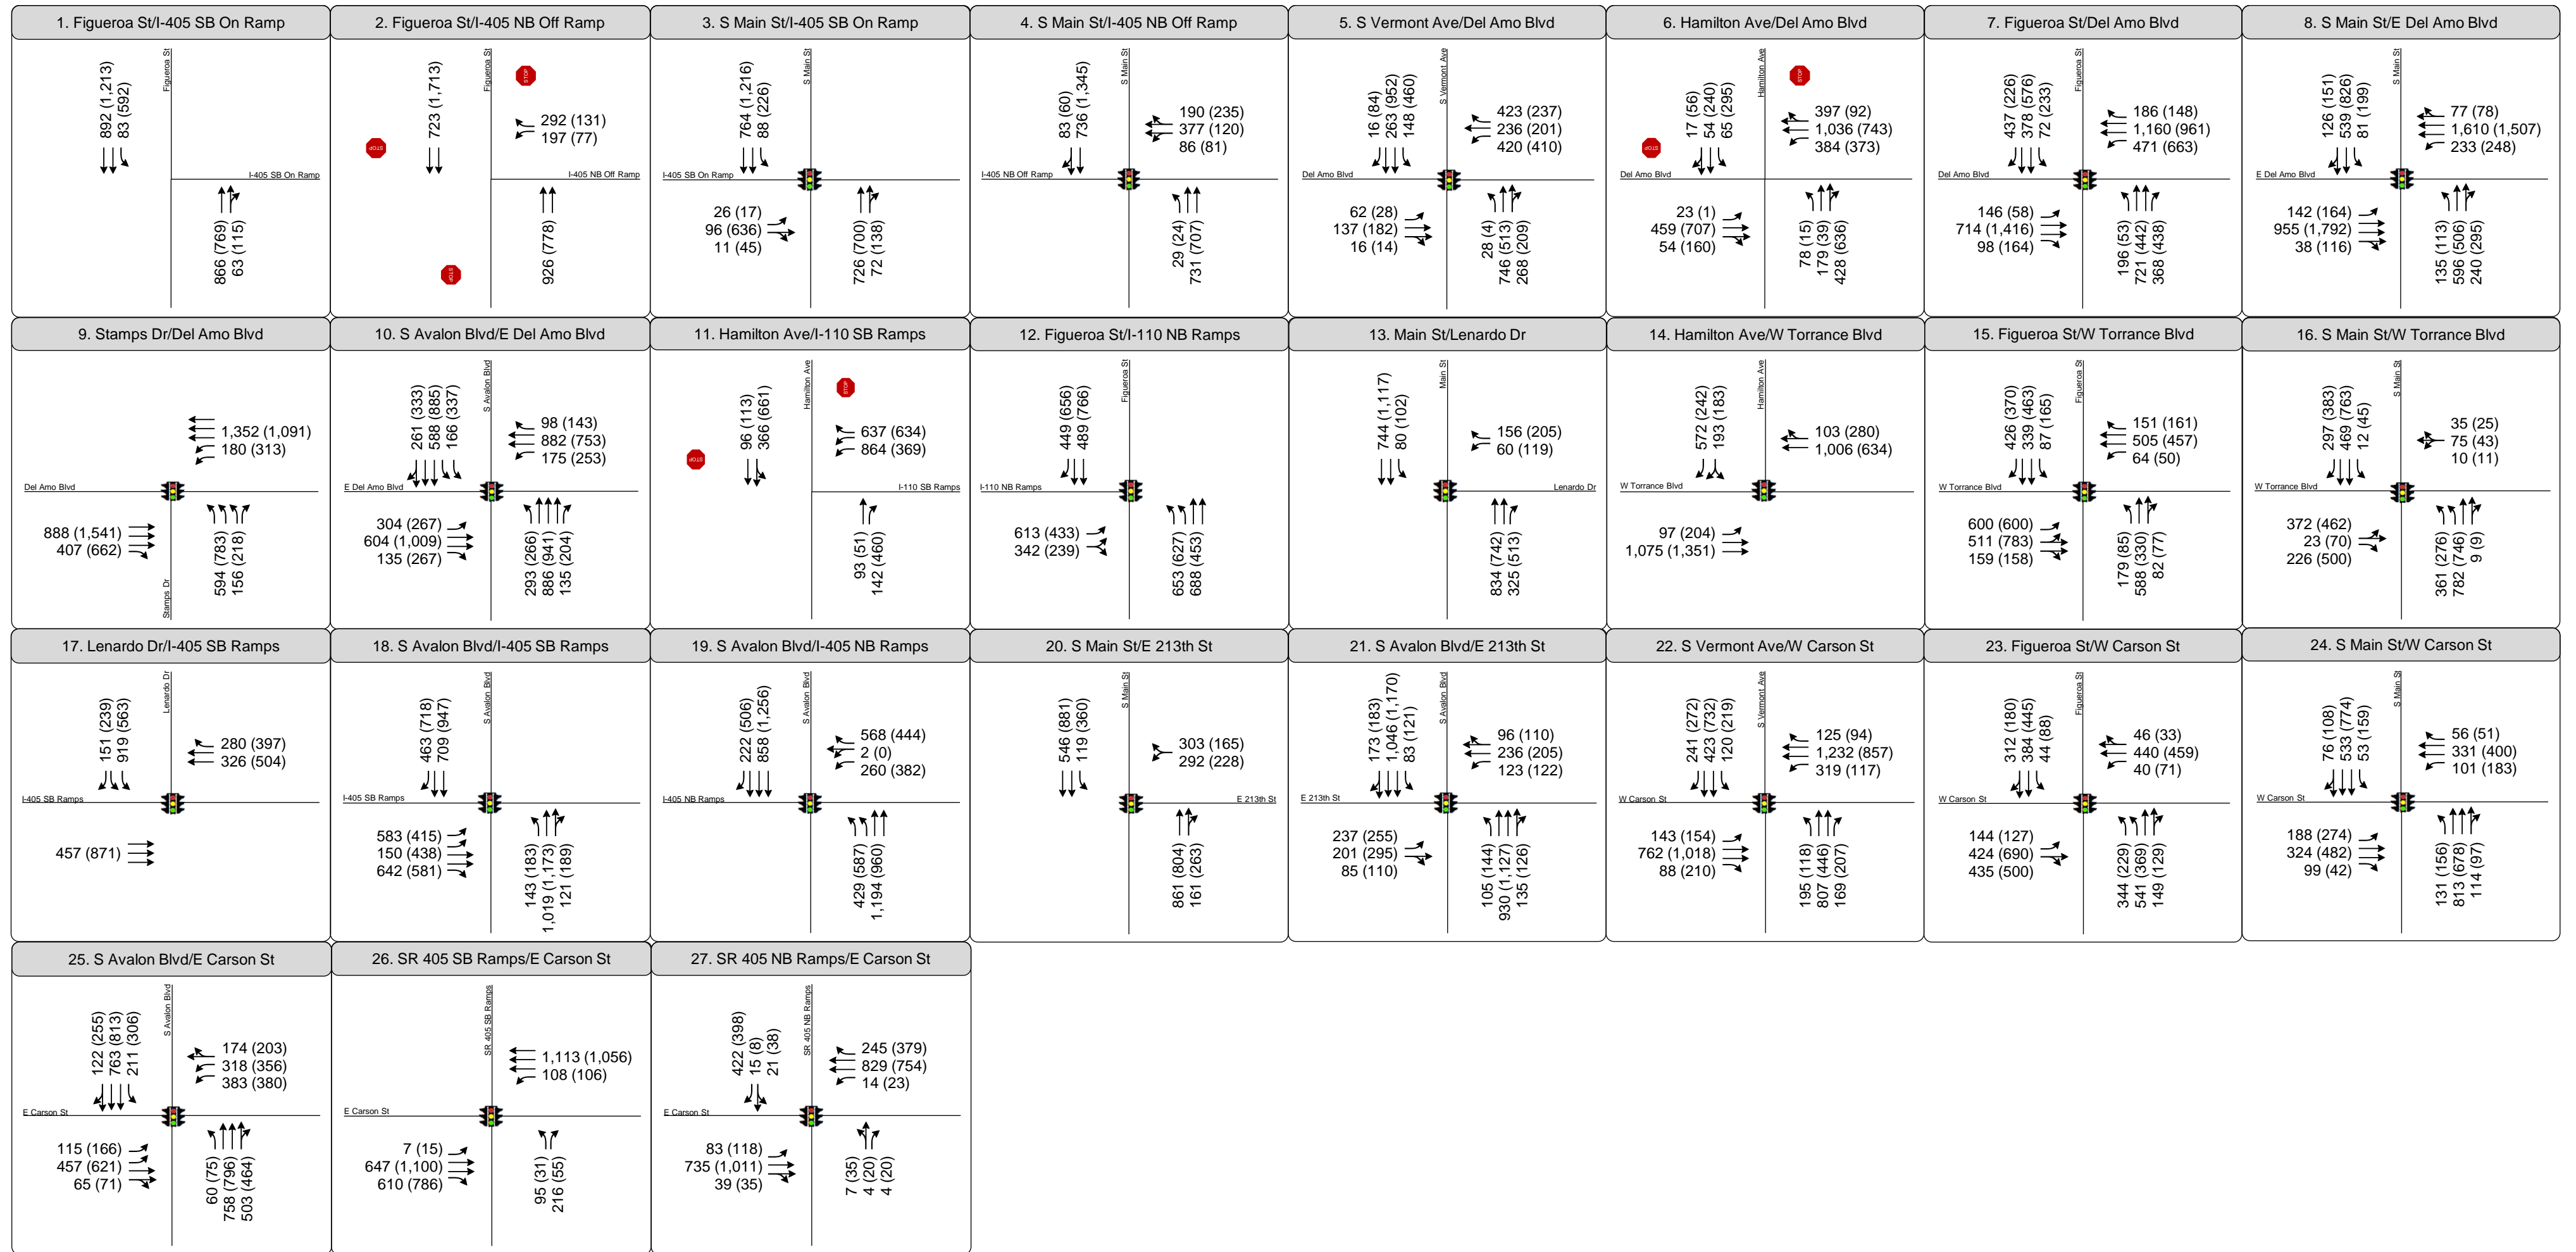 1. Figueroa St/I-405 SB On Ramp
892 (1,213)
83 (592)
Figueroa St
I-405 SB On Ramp
866 (769)
63 (115)
2. Figueroa St/I-405 NB Off Ramp
723 (1,713)
Figueroa St
STOP
292 (131)
197 (77)
STOP
I-405 NB Off Ramp
STOP
926 (778)
3. S Main St/I-405 SB On Ramp
764 (1,216)
88 (226)
S Main St
I-405 SB On Ramp
26 (17)
96 (636)
11 (45)
726 (700)
72 (138)
4. S Main St/I-405 NB Off Ramp
83 (60)
736 (1,345)
S Main St
190 (235)
377 (120)
86 (81)
I-405 NB Off Ramp
29 (24)
731 (707)
5. S Vermont Ave/Del Amo Blvd
16 (84)
263 (952)
148 (460)
S Vermont Ave
423 (237)
236 (201)
420 (410)
Del Amo Blvd
62 (28)
137 (182)
16 (14)
28 (4)
746 (513)
268 (209)
6. Hamilton Ave/Del Amo Blvd
17 (56)
54 (240)
65 (295)
Hamilton Ave
STOP
397 (92)
1,036 (743)
384 (373)
STOP
Del Amo Blvd
23 (1)
459 (707)
54 (160)
78 (15)
179 (39)
428 (636)
7. Figueroa St/Del Amo Blvd
437 (226)
378 (576)
72 (233)
Figueroa St
186 (148)
1,160 (961)
471 (663)
Del Amo Blvd
146 (58)
714 (1,416)
98 (164)
196 (53)
721 (442)
368 (438)
8. S Main St/E Del Amo Blvd
126 (151)
539 (826)
81 (199)
S Main St
77 (78)
1,610 (1,507)
233 (248)
E Del Amo Blvd
142 (164)
955 (1,792)
38 (116)
135 (113)
596 (506)
240 (295)
9. Stamps Dr/Del Amo Blvd
1,352 (1,091)
180 (313)
Del Amo Blvd
888 (1,541)
407 (662)
Stamps Dr
594 (783)
156 (218)
10. S Avalon Blvd/E Del Amo Blvd
261 (333)
588 (885)
166 (337)
S Avalon Blvd
98 (143)
882 (753)
175 (253)
E Del Amo Blvd
304 (267)
604 (1,009)
135 (267)
293 (266)
886 (941)
135 (204)
11. Hamilton Ave/I-110 SB Ramps
96 (113)
366 (661)
Hamilton Ave
STOP
637 (634)
864 (369)
STOP
I-110 SB Ramps
93 (51)
142 (460)
12. Figueroa St/I-110 NB Ramps
449 (656)
489 (766)
Figueroa St
I-110 NB Ramps
613 (433)
342 (239)
653 (627)
688 (453)
13. Main St/Lenardo Dr
744 (1,117)
80 (102)
Main St
156 (205)
60 (119)
Lenardo Dr
834 (742)
325 (513)
14. Hamilton Ave/W Torrance Blvd
572 (242)
193 (183)
Hamilton Ave
103 (280)
1,006 (634)
W Torrance Blvd
97 (204)
1,075 (1,351)
15. Figueroa St/W Torrance Blvd
426 (370)
339 (463)
87 (165)
Figueroa St
151 (161)
505 (457)
64 (50)
W Torrance Blvd
600 (600)
511 (783)
159 (158)
179 (85)
588 (330)
82 (77)
16. S Main St/W Torrance Blvd
297 (383)
469 (763)
12 (45)
S Main St
35 (25)
75 (43)
10 (11)
W Torrance Blvd
372 (462)
23 (70)
226 (500)
361 (276)
782 (746)
9 (9)
17. Lenardo Dr/I-405 SB Ramps
151 (239)
919 (563)
Lenardo Dr
280 (397)
326 (504)
I-405 SB Ramps
457 (871)
18. S Avalon Blvd/I-405 SB Ramps
463 (718)
709 (947)
S Avalon Blvd
I-405 SB Ramps
583 (415)
150 (438)
642 (581)
143 (183)
1,019 (1,173)
121 (189)
19. S Avalon Blvd/I-405 NB Ramps
222 (506)
858 (1,256)
S Avalon Blvd
568 (444)
2 (0)
260 (382)
I-405 NB Ramps
429 (587)
1,194 (960)
20. S Main St/E 213th St
546 (881)
119 (360)
S Main St
303 (165)
292 (228)
E 213th St
861 (804)
161 (263)
21. S Avalon Blvd/E 213th St
173 (183)
1,046 (1,170)
83 (121)
S Avalon Blvd
96 (110)
236 (205)
123 (122)
E 213th St
237 (255)
201 (295)
85 (110)
105 (144)
930 (1,127)
135 (126)
22. S Vermont Ave/W Carson St
241 (272)
423 (732)
120 (219)
S Vermont Ave
125 (94)
1,232 (857)
319 (117)
W Carson St
143 (154)
762 (1,018)
88 (210)
195 (118)
807 (446)
169 (207)
23. Figueroa St/W Carson St
312 (180)
384 (445)
44 (88)
Figueroa St
46 (33)
440 (459)
40 (71)
W Carson St
144 (127)
424 (690)
435 (500)
344 (229)
541 (369)
149 (129)
24. S Main St/W Carson St
76 (108)
533 (774)
53 (159)
S Main St
56 (51)
331 (400)
101 (183)
W Carson St
188 (274)
324 (482)
99 (42)
131 (156)
813 (678)
114 (97)
25. S Avalon Blvd/E Carson St
122 (255)
763 (813)
211 (306)
S Avalon Blvd
174 (203)
318 (356)
383 (380)
E Carson St
115 (166)
457 (621)
65 (71)
60 (75)
758 (796)
503 (464)
26. SR 405 SB Ramps/E Carson St
SR 405 SB Ramps
1,113 (1,056)
108 (106)
E Carson St
7 (15)
647 (1,100)
610 (786)
95 (31)
216 (55)
27. SR 405 NB Ramps/E Carson St
422 (398)
15 (8)
21 (38)
SR 405 NB Ramps
245 (379)
829 (754)
14 (23)
E Carson St
83 (118)
735 (1,011)
39 (35)
7 (35)
4 (20)
4 (20)